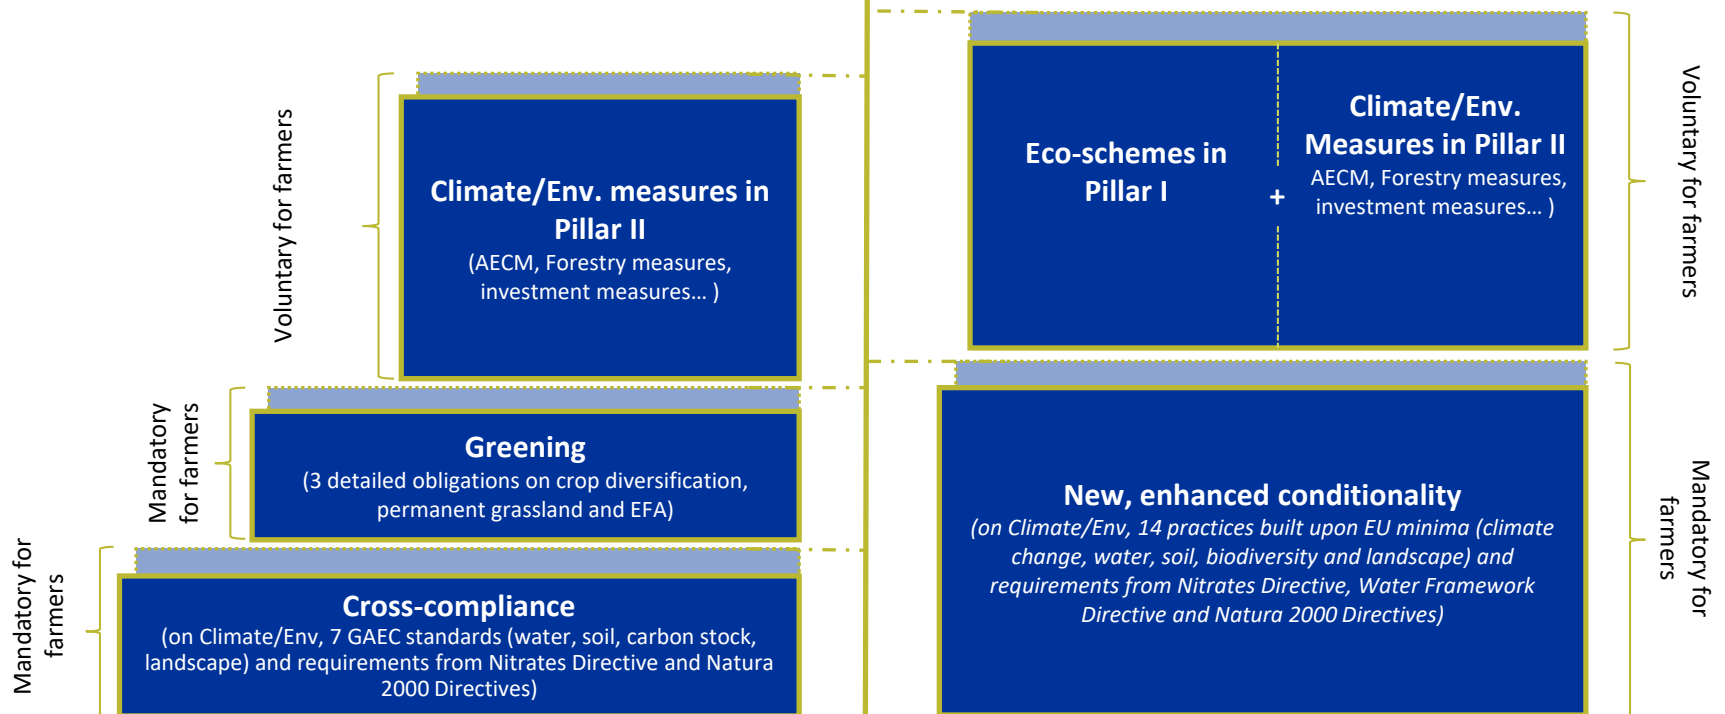 Voluntary for farmers
Climate/Env. measures in
Pillar II
(AECM, Forestry measures,
investment measures... )
Mandatory
for farmers
Greening
(3 detailed obligations on crop diversification,
permanent grassland and EFA)
Mandatory for
farmers
Cross-compliance
(on Climate/Env, 7 GAEC standards (water, soil, carbon stock,
landscape) and requirements from Nitrates Directive and Natura
2000 Directives)
Eco-schemes in
Pillar I
+
Climate/Env.
Measures in Pillar II
AECM, Forestry measures,
investment measures... )
Voluntary for farmers
New, enhanced conditionality
(on Climate/Env, 14 practices built upon EU minima (climate
change, water, soil, biodiversity and landscape) and
requirements from Nitrates Directive, Water Framework
Directive and Natura 2000 Directives)
Mandatory for
farmers